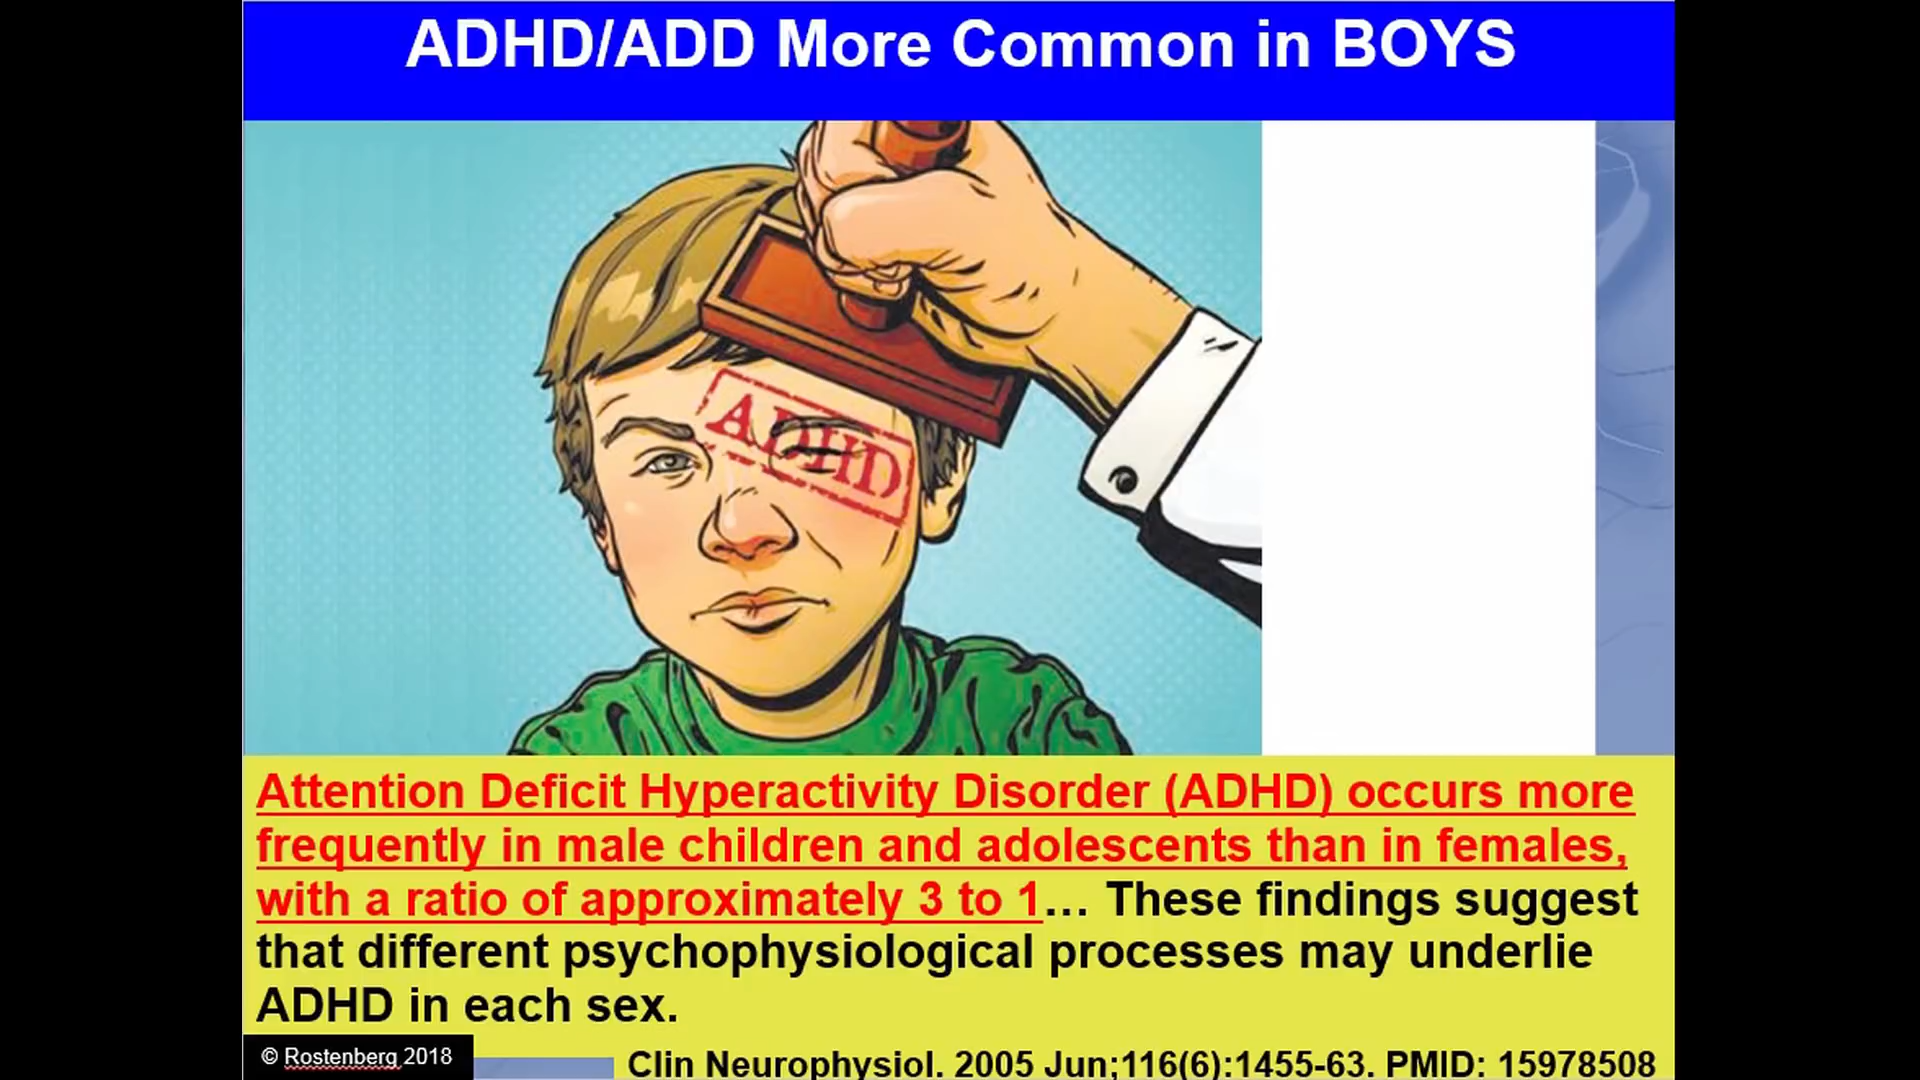 ADHD/ADD More Common in BOYS
ADHD
Attention Deficit Hyperactivity Disorder (ADHD) occurs more
frequently in male children and adolescents than in females,
with a ratio of approximately 3 to 1… These findings suggest
that different psychophysiological processes may underlie
ADHD in each sex.
© Rostenberg 2018
Clin Neurophysiol. 2005 Jun;116(6):1455-63. PMID: 15978508